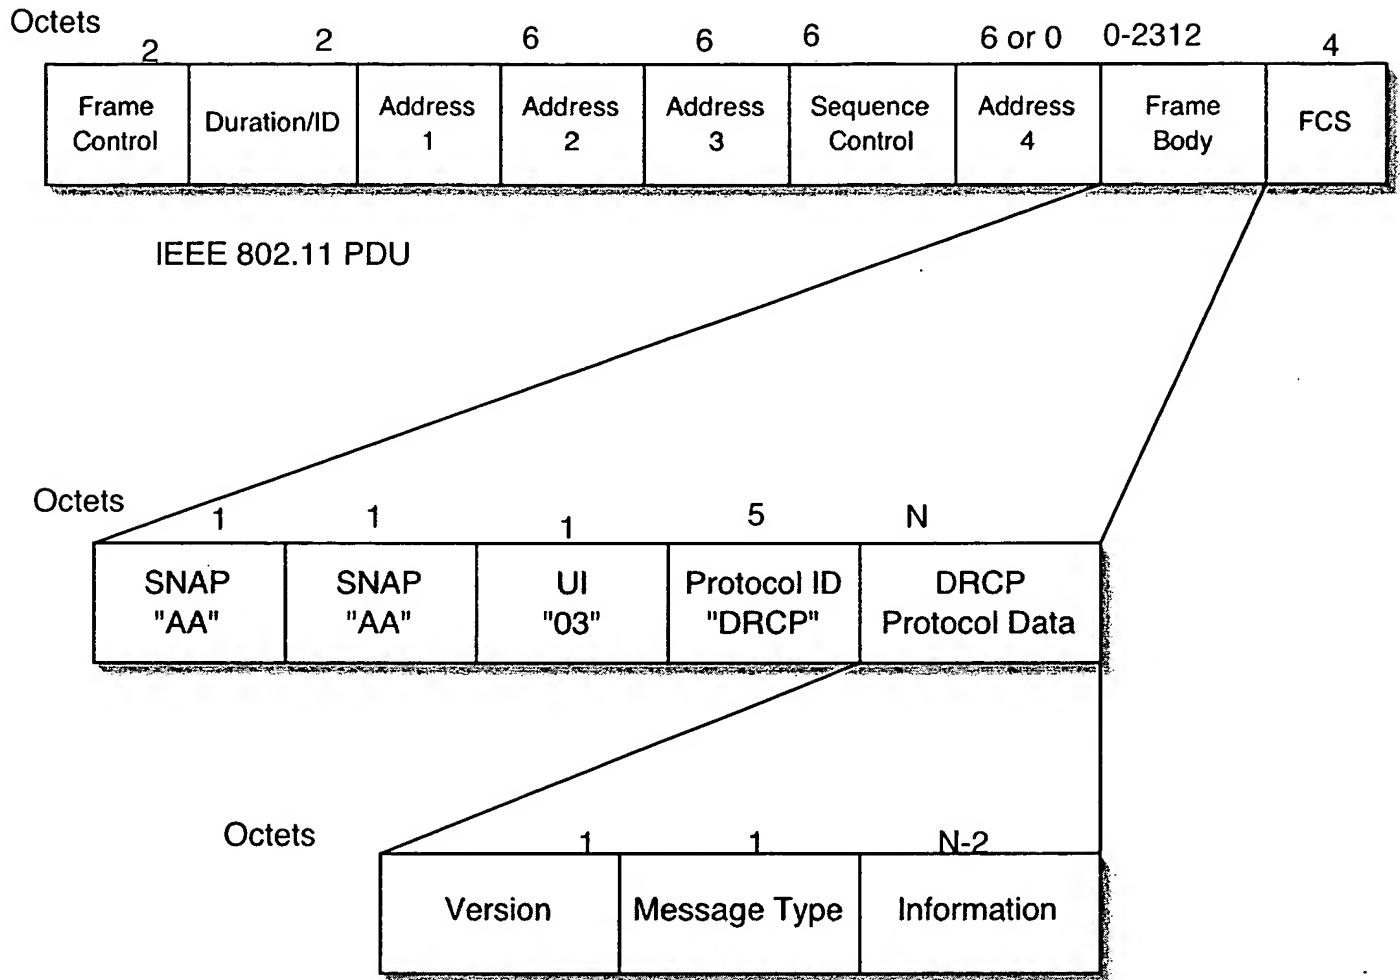 Octets
2 2 6 6 6 6 or 0 0-2312 4
Frame Control Duration/ID Address 1 Address 2 Address 3 Sequence Control Address 4 Frame Body FCS
IEEE 802.11 PDU
Octets
1 1 1 5 N
SNAP "AA" SNAP "AA" UI "03" Protocol ID "DRCP" DRCP Protocol Data
Octets
1 1 N-2
Version Message Type Information